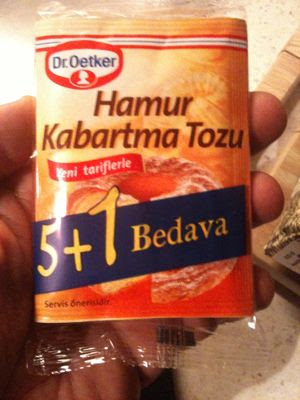 Dr.Oetker
Hamur
Kabartma Tozu
Yeni tariflerle
5+1 Bedava
Servis önerisidir.